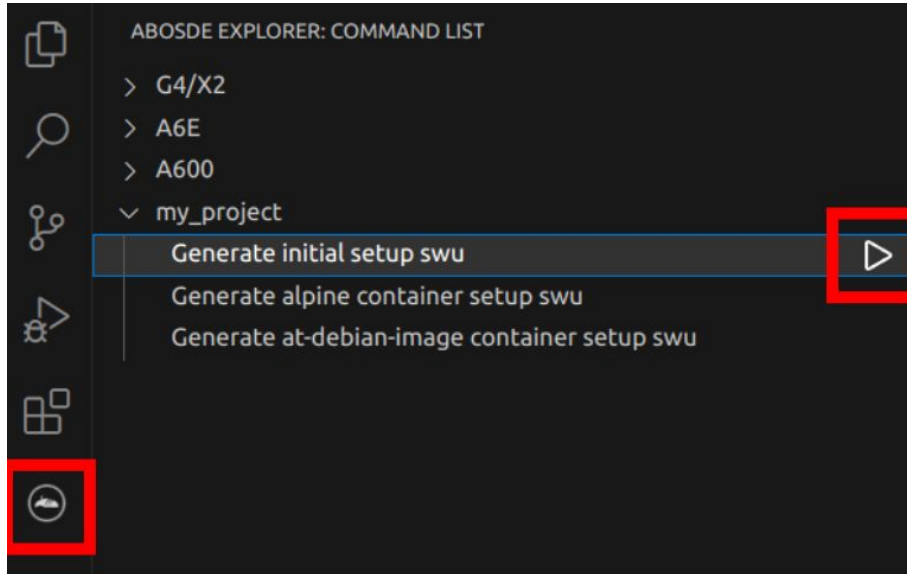 ABOSDE EXPLORER: COMMAND LIST
G4/X2
A6E
A600
my_project
Generate initial setup swu
Generate alpine container setup swu
Generate at-debian-image container setup swu